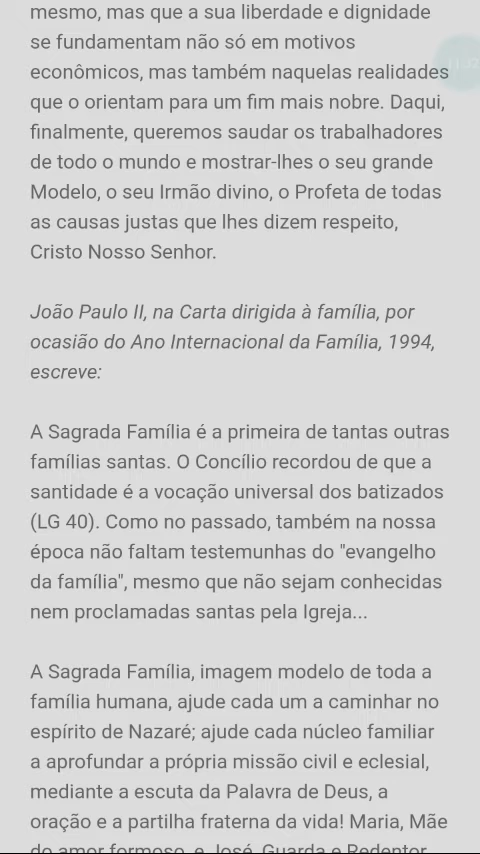 mesmo, mas que a sua liberdade e dignidade
se fundamentam não só em motivos
econômicos, mas também naquelas realidades
que o orientam para um fim mais nobre. Daqui,
finalmente, queremos saudar os trabalhadores
de todo o mundo e mostrar-lhes o seu grande
Modelo, o seu Irmão divino, o Profeta de todas
as causas justas que lhes dizem respeito,
Cristo Nosso Senhor.
João Paulo II, na Carta dirigida à família, por
ocasião do Ano Internacional da Família, 1994,
escreve:
A Sagrada Família é a primeira de tantas outras
famílias santas. O Concílio recordou de que a
santidade é a vocação universal dos batizados
(LG 40). Como no passado, também na nossa
época não faltam testemunhas do "evangelho
da família", mesmo que não sejam conhecidas
nem proclamadas santas pela Igreja...
A Sagrada Família, imagem modelo de toda a
família humana, ajude cada um a caminhar no
espírito de Nazaré; ajude cada núcleo familiar
a aprofundar a própria missão civil e eclesial,
mediante a escuta da Palavra de Deus, a
oração e a partilha fraterna da vida! Maria, Mãe
do amor formoso, e José, Guarda e Redentor